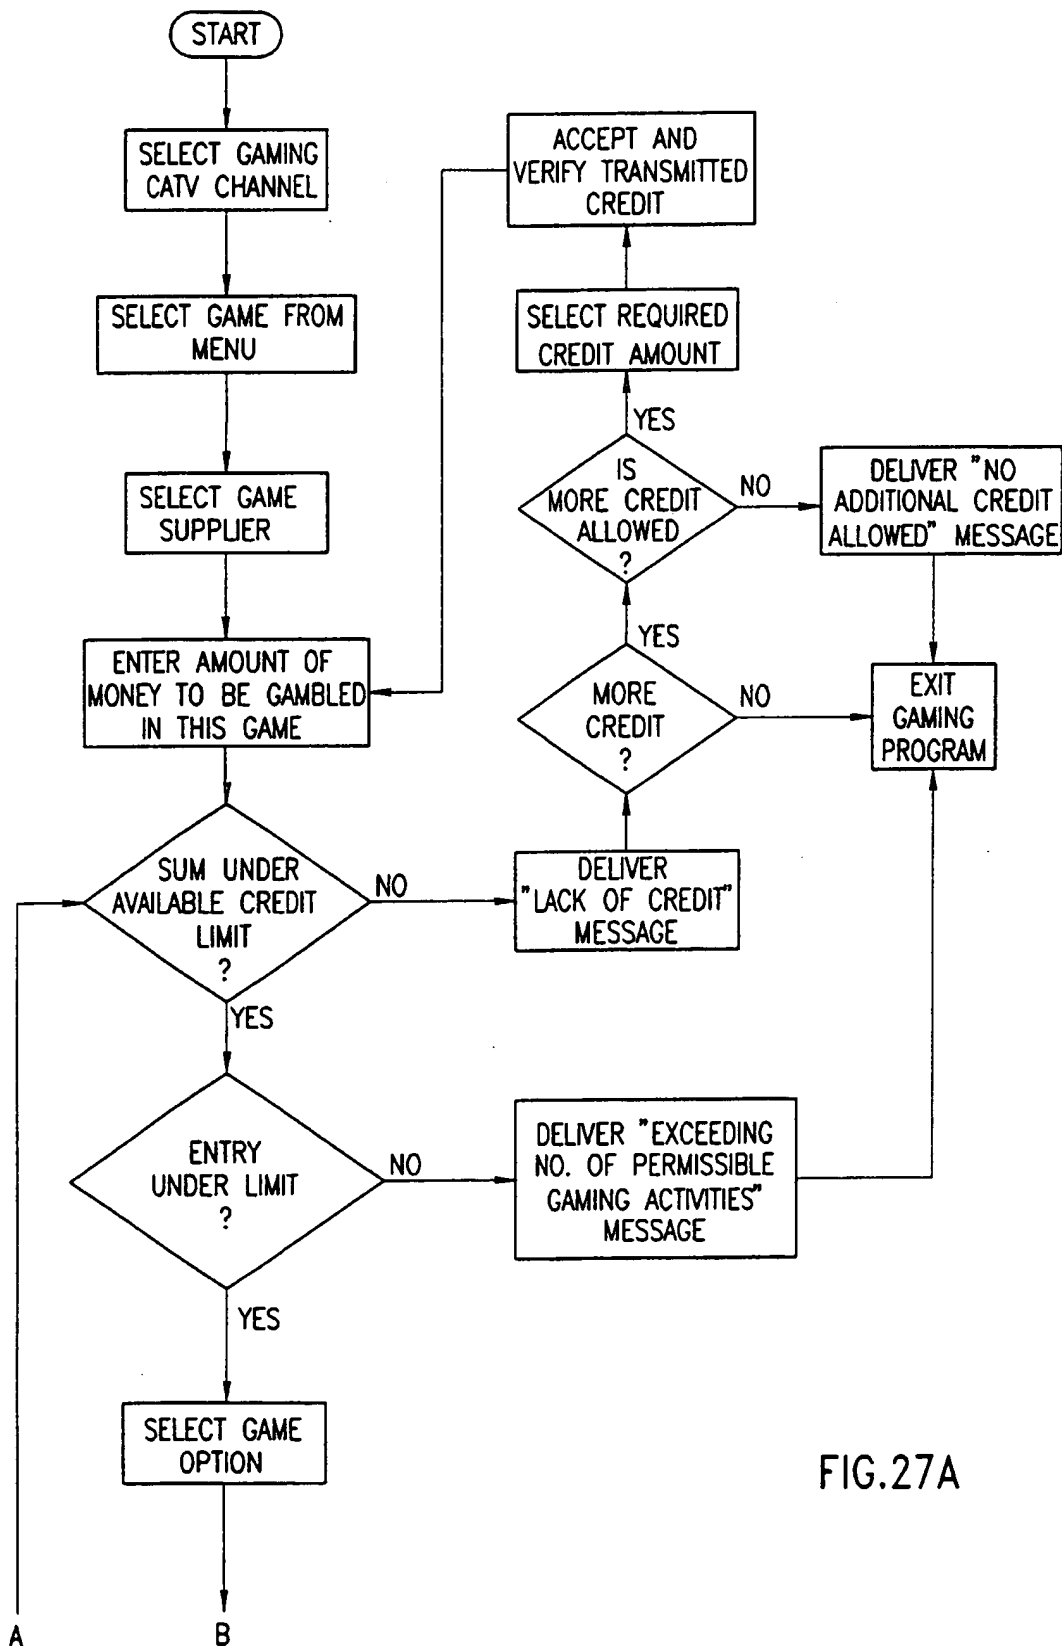 START
SELECT GAMING
CATV CHANNEL
SELECT GAME FROM
MENU
SELECT GAME
SUPPLIER
ENTER AMOUNT OF
MONEY TO BE GAMBLED
IN THIS GAME
SUM UNDER
AVAILABLE CREDIT
LIMIT
?
NO
YES
ENTRY
UNDER LIMIT
?
NO
YES
SELECT GAME
OPTION
A
B
ACCEPT AND
VERIFY TRANSMITTED
CREDIT
SELECT REQUIRED
CREDIT AMOUNT
YES
IS
MORE CREDIT
ALLOWED
?
NO
DELIVER "NO
ADDITIONAL CREDIT
ALLOWED" MESSAGE
YES
MORE
CREDIT
?
NO
EXIT
GAMING
PROGRAM
DELIVER
"LACK OF CREDIT"
MESSAGE
DELIVER "EXCEEDING
NO. OF PERMISSIBLE
GAMING ACTIVITIES"
MESSAGE
FIG.27A